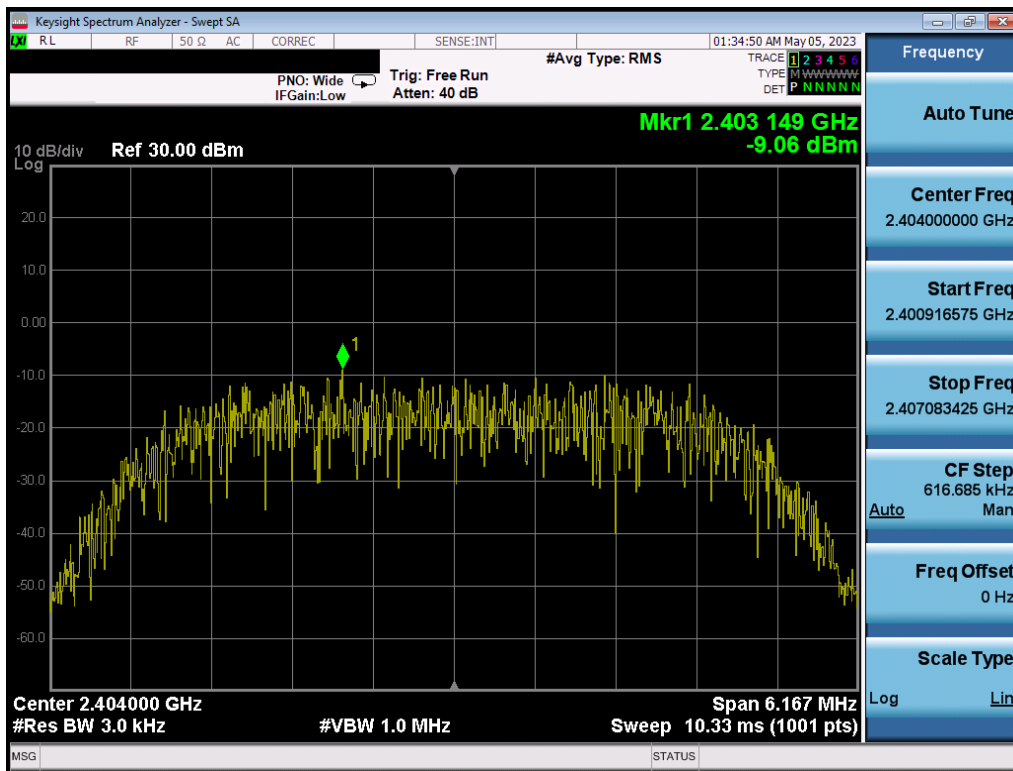 Keysight Spectrum Analyzer - Swept SA
LXI RL RF 50 Ω AC CORREC SENSE:INT 01:34:50 AM May 05, 2023
#Avg Type: RMS
TRACE 1 2 3 4 5 6
PNO: Wide Trig: Free Run
TYPE M WWWWW
IFGain:Low Atten: 40 dB
DET P N N N N N
Mkr1 2.403 149 GHz
10 dB/div Ref 30.00 dBm -9.06 dBm
Log
20.0
10.0
0.00
1
-10.0
-20.0
-30.0
-40.0
-50.0
-60.0
Center 2.404000 GHz Span 6.167 MHz
#Res BW 3.0 kHz #VBW 1.0 MHz Sweep 10.33 ms (1001 pts)
MSG STATUS
Frequency
Auto Tune
Center Freq
2.404000000 GHz
Start Freq
2.400916575 GHz
Stop Freq
2.407083425 GHz
CF Step
616.685 kHz
Auto Man
Freq Offset
0 Hz
Scale Type
Log Lin